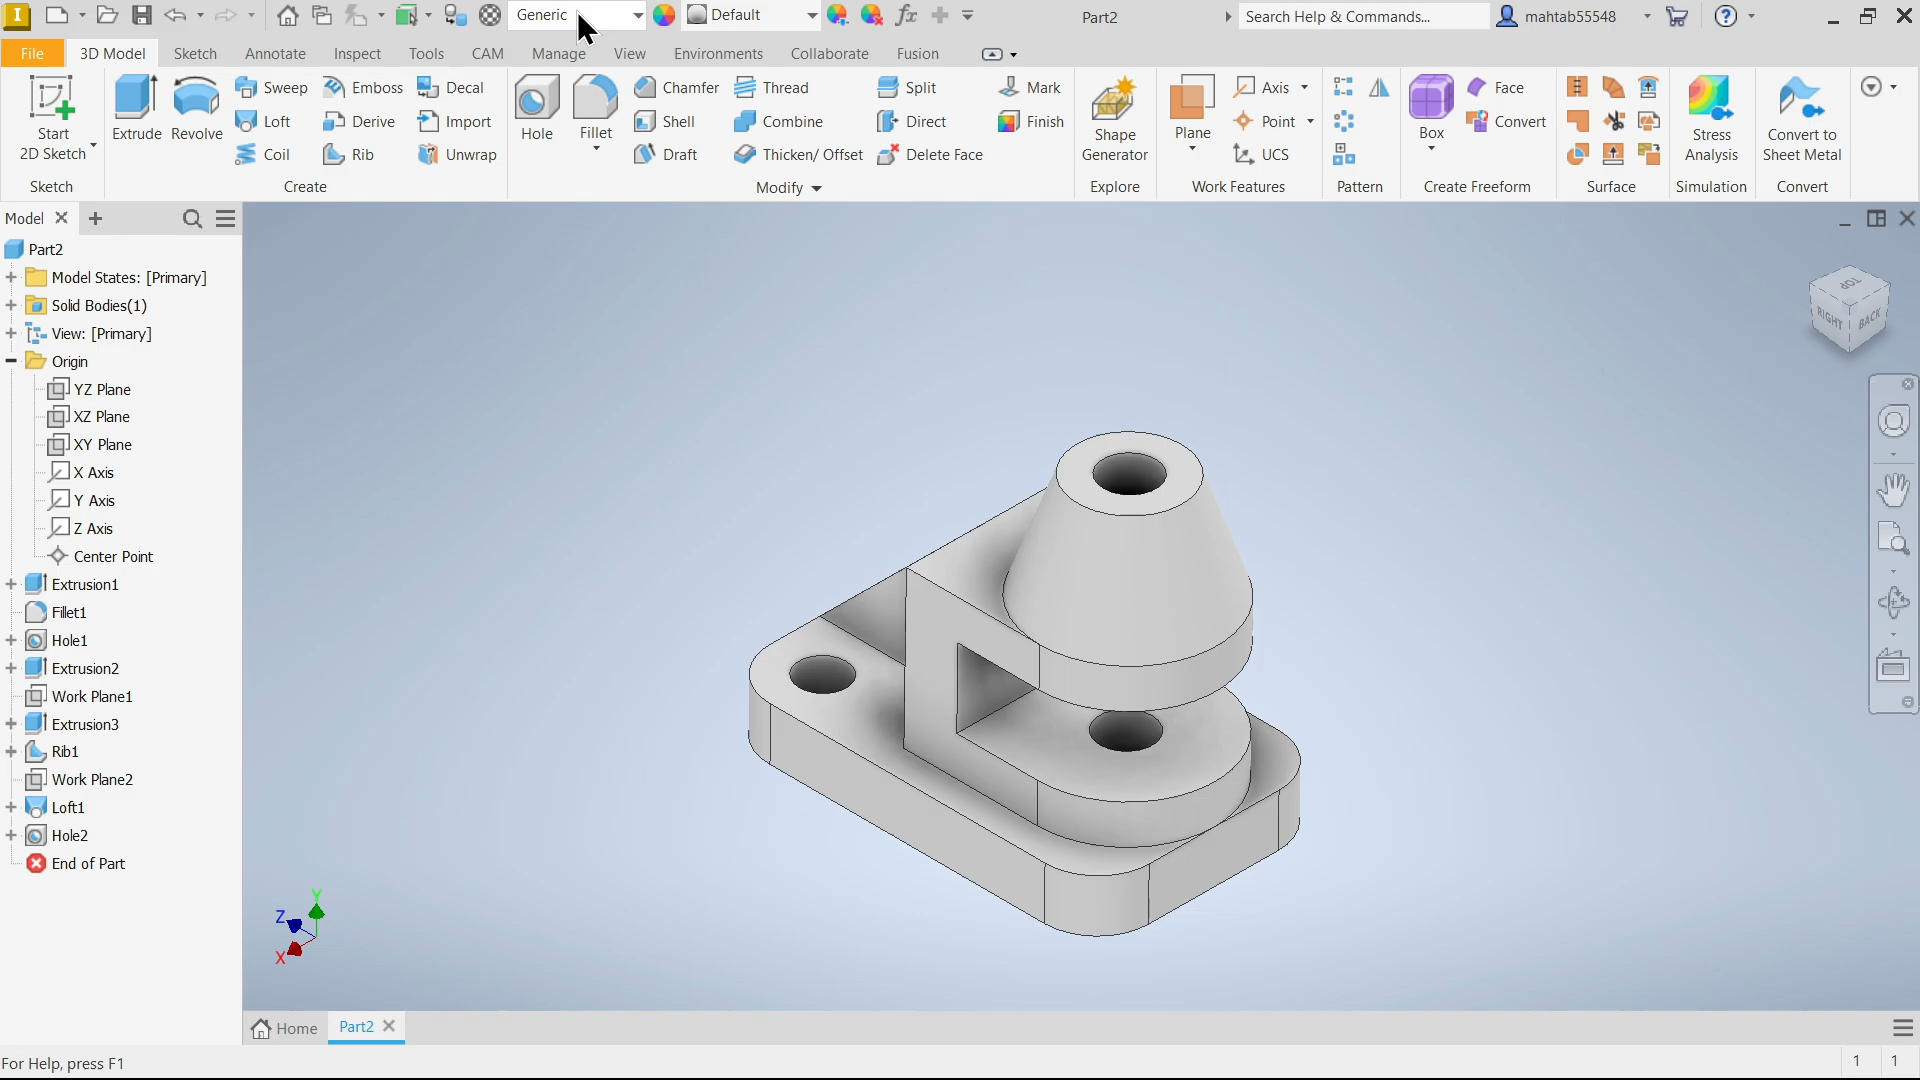 Generic
Default
Part2
Search Help & Commands...
mahtab55548
File
3D Model
Sketch
Annotate
Inspect
Tools
CAM
Manage
View
Environments
Collaborate
Fusion
Start
2D Sketch
Sketch
Extrude
Revolve
Sweep
Loft
Coil
Emboss
Derive
Rib
Decal
Import
Unwrap
Create
Hole
Fillet
Chamfer
Shell
Draft
Thread
Combine
Thicken/ Offset
Split
Direct
Delete Face
Mark
Finish
Modify
Shape
Generator
Explore
Plane
Axis
Point
UCS
Work Features
Pattern
Box
Face
Convert
Create Freeform
Surface
Stress
Analysis
Simulation
Convert to
Sheet Metal
Convert
Model
Part2
Model States: [Primary]
Solid Bodies(1)
View: [Primary]
Origin
YZ Plane
XZ Plane
XY Plane
X Axis
Y Axis
Z Axis
Center Point
Extrusion1
Fillet1
Hole1
Extrusion2
Work Plane1
Extrusion3
Rib1
Work Plane2
Loft1
Hole2
End of Part
TOP
RIGHT
BACK
Y
Z
X
Home
Part2
For Help, press F1
1
1